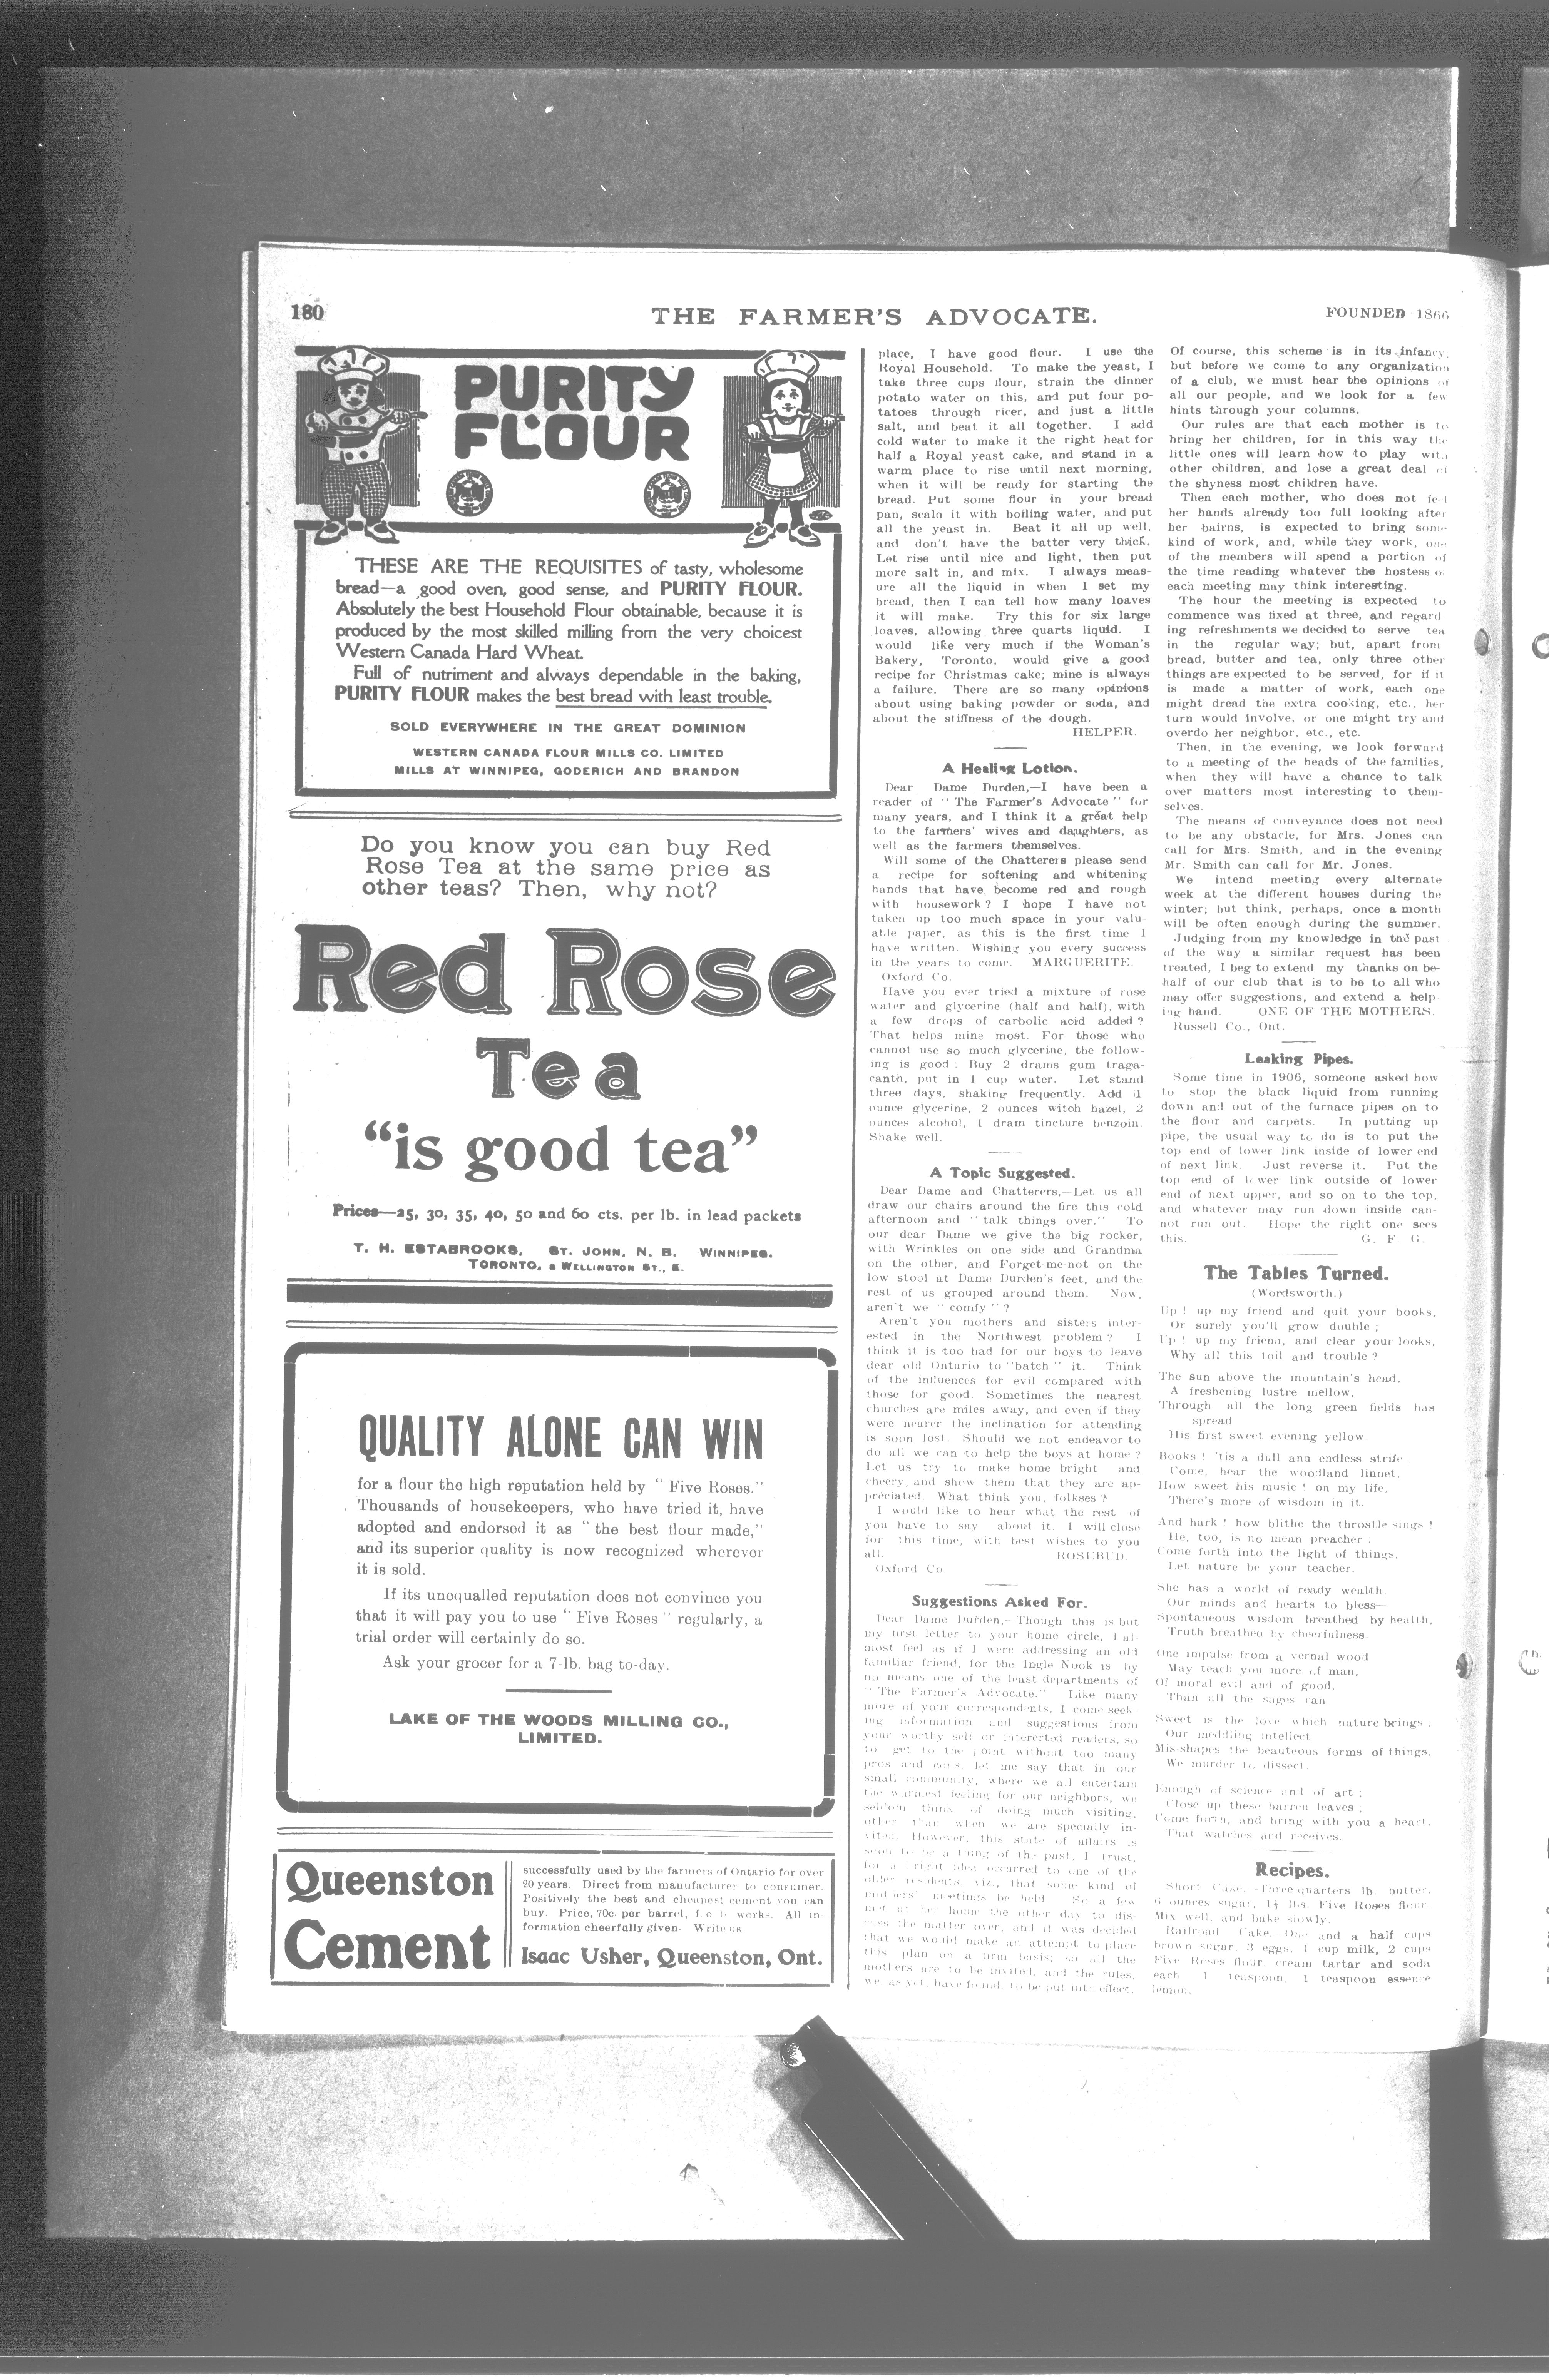 180
THE FARMER'S ADVOCATE.
FOUNDED 1866
PURITY
FLOUR
THESE ARE THE REQUISITES of tasty, wholesome
bread—a good oven, good sense, and PURITY FLOUR.
Absolutely the best Household Flour obtainable, because it is
produced by the most skilled milling from the very choicest
Western Canada Hard Wheat.
Full of nutriment and always dependable in the baking,
PURITY FLOUR makes the best bread with least trouble.
SOLD EVERYWHERE IN THE GREAT DOMINION
WESTERN CANADA FLOUR MILLS CO. LIMITED
MILLS AT WINNIPEG, GODERICH AND BRANDON
Do you know you can buy Red
Rose Tea at the same price as
other teas? Then, why not?
Red Rose
Tea
"is good tea"
Prices—25, 30, 35, 40, 50 and 60 cts. per lb. in lead packets
T. H. ESTABROOKS, ST. JOHN, N. B. WINNIPEG.
TORONTO, 8 WELLINGTON ST., E.
QUALITY ALONE CAN WIN
for a flour the high reputation held by " Five Roses."
Thousands of housekeepers, who have tried it, have
adopted and endorsed it as " the best flour made,"
and its superior quality is now recognized wherever
it is sold.
If its unequalled reputation does not convince you
that it will pay you to use " Five Roses " regularly, a
trial order will certainly do so.
Ask your grocer for a 7-lb. bag to-day.
LAKE OF THE WOODS MILLING CO.,
LIMITED.
Queenston
Cement
successfully used by the farmers of Ontario for over
20 years. Direct from manufacturer to consumer.
Positively the best and cheapest cement you can
buy. Price, 70c. per barrel, f. o. b. works. All in-
formation cheerfully given. Write us.
Isaac Usher, Queenston, Ont.
place, I have good flour. I use the
Royal Household. To make the yeast, I
take three cups flour, strain the dinner
potato water on this, and put four po-
tatoes through ricer, and just a little
salt, and beat it all together. I add
cold water to make it the right heat for
half a Royal yeast cake, and stand in a
warm place to rise until next morning,
when it will be ready for starting the
bread. Put some flour in your bread
pan, scaln it with boiling water, and put
all the yeast in. Beat it all up well,
and don't have the batter very thick.
Let rise until nice and light, then put
more salt in, and mix. I always meas-
ure all the liquid in when I set my
bread, then I can tell how many loaves
it will make. Try this for six large
loaves, allowing three quarts liquid. I
would like very much if the Woman's
Bakery, Toronto, would give a good
recipe for Christmas cake; mine is always
a failure. There are so many opinions
about using baking powder or soda, and
about the stiffness of the dough.
HELPER.
A Healing Lotion.
Dear Dame Durden,—I have been a
reader of " The Farmer's Advocate " for
many years, and I think it a great help
to the farmers' wives and daughters, as
well as the farmers themselves.
Will some of the Chatterers please send
a recipe for softening and whitening
hands that have become red and rough
with housework ? I hope I have not
taken up too much space in your valu-
able paper, as this is the first time I
have written. Wishing you every success
in the years to come. MARGUERITE.
Oxford Co.
Have you ever tried a mixture of rose
water and glycerine (half and half), with
a few drops of carbolic acid added ?
That helps mine most. For those who
cannot use so much glycerine, the follow-
ing is good : Buy 2 drams gum traga-
canth, put in 1 cup water. Let stand
three days, shaking frequently. Add 1
ounce glycerine, 2 ounces witch hazel, 2
ounces alcohol, 1 dram tincture benzoin.
Shake well.
A Topic Suggested.
Dear Dame and Chatterers,—Let us all
draw our chairs around the fire this cold
afternoon and " talk things over." To
our dear Dame we give the big rocker,
with Wrinkles on one side and Grandma
on the other, and Forget-me-not on the
low stool at Dame Durden's feet, and the
rest of us grouped around them. Now,
aren't we " comfy " ?
Aren't you mothers and sisters inter-
ested in the Northwest problem ? I
think it is too bad for our boys to leave
dear old Ontario to "batch " it. Think
of the influences for evil compared with
those for good. Sometimes the nearest
churches are miles away, and even if they
were nearer the inclination for attending
is soon lost. Should we not endeavor to
do all we can to help the boys at home ?
Let us try to make home bright and
cheery, and show them that they are ap-
preciated. What think you, folkses ?
I would like to hear what the rest of
you have to say about it. I will close
for this time, with best wishes to you
all. ROSEBUD.
Oxford Co.
Suggestions Asked For.
Dear Dame Durden,—Though this is but
my first letter to your home circle, I al-
most feel as if I were addressing an old
familiar friend, for the Ingle Nook is by
no means one of the least departments of
" The Farmer's Advocate." Like many
more of your correspondents, I come seek-
ing information and suggestions from
your worthy self or intererted readers, so
to get to the point without too many
pros and cons, let me say that in our
small community, where we all entertain
the warmest feeling for our neighbors, we
seldom think of doing much visiting,
other than when we are specially in-
vited. However, this state of affairs is
soon to be a thing of the past, I trust,
for a bright idea occurred to one of the
older residents, viz., that some kind of
mothers' meetings be held. So a few
met at her home the other day to dis-
cuss the matter over, and it was decided
that we would make an attempt to place
this plan on a firm basis; so all the
mothers are to be invited, and the rules,
we, as yet, have found, to be put into effect.
Of course, this scheme is in its infancy,
but before we come to any organization
of a club, we must hear the opinions of
all our people, and we look for a few
hints through your columns.
Our rules are that each mother is to
bring her children, for in this way the
little ones will learn how to play with
other children, and lose a great deal of
the shyness most children have.
Then each mother, who does not feel
her hands already too full looking after
her bairns, is expected to bring some
kind of work, and, while they work, one
of the members will spend a portion of
the time reading whatever the hostess of
each meeting may think interesting.
The hour the meeting is expected to
commence was fixed at three, and regard
ing refreshments we decided to serve tea
in the regular way; but, apart from
bread, butter and tea, only three other
things are expected to be served, for if it
is made a matter of work, each one
might dread the extra cooking, etc., her
turn would involve, or one might try and
overdo her neighbor, etc., etc.
Then, in the evening, we look forward
to a meeting of the heads of the families,
when they will have a chance to talk
over matters most interesting to them-
selves.
The means of conveyance does not need
to be any obstacle, for Mrs. Jones can
call for Mrs. Smith, and in the evening
Mr. Smith can call for Mr. Jones.
We intend meeting every alternate
week at the different houses during the
winter; but think, perhaps, once a month
will be often enough during the summer.
Judging from my knowledge in the past
of the way a similar request has been
treated, I beg to extend my thanks on be-
half of our club that is to be to all who
may offer suggestions, and extend a help-
ing hand. ONE OF THE MOTHERS.
Russell Co., Ont.
Leaking Pipes.
Some time in 1906, someone asked how
to stop the black liquid from running
down and out of the furnace pipes on to
the floor and carpets. In putting up
pipe, the usual way to do is to put the
top end of lower link inside of lower end
of next link. Just reverse it. Put the
top end of lower link outside of lower
end of next upper, and so on to the top,
and whatever may run down inside can-
not run out. Hope the right one sees
this. G. F. G.
The Tables Turned.
(Wordsworth.)
Up ! up my friend and quit your books,
Or surely you'll grow double ;
Up ! up my friena, and clear your looks,
Why all this toil and trouble ?
The sun above the mountain's head,
A freshening lustre mellow,
Through all the long green fields has
spread
His first sweet evening yellow.
Books ! 'tis a dull and endless strife .
Come, hear the woodland linnet,
How sweet his music ! on my life,
There's more of wisdom in it.
And hark ! how blithe the throstle sings !
He, too, is no mean preacher :
Come forth into the light of things,
Let nature be your teacher.
She has a world of ready wealth,
Our minds and hearts to bless—
Spontaneous wisdom breathed by health,
Truth breathed by cheerfulness.
One impulse from a vernal wood
May teach you more of man,
Of moral evil and of good,
Than all the sages can.
Sweet is the love which nature brings ;
Our meddling intellect
Mis shapes the beauteous forms of things,
We murder to dissect.
Enough of science and of art ;
Close up these barren leaves ;
Come forth, and bring with you a heart,
That watches and receives.
Recipes.
Short Cake.—Three-quarters lb. butter,
6 ounces sugar, 1½ lbs. Five Roses flour.
Mix well, and bake slowly.
Railroad Cake.—One and a half cups
brown sugar, 3 eggs, 1 cup milk, 2 cups
Five Roses flour, cream tartar and soda
each 1 teaspoon, 1 teaspoon essence
lemon.